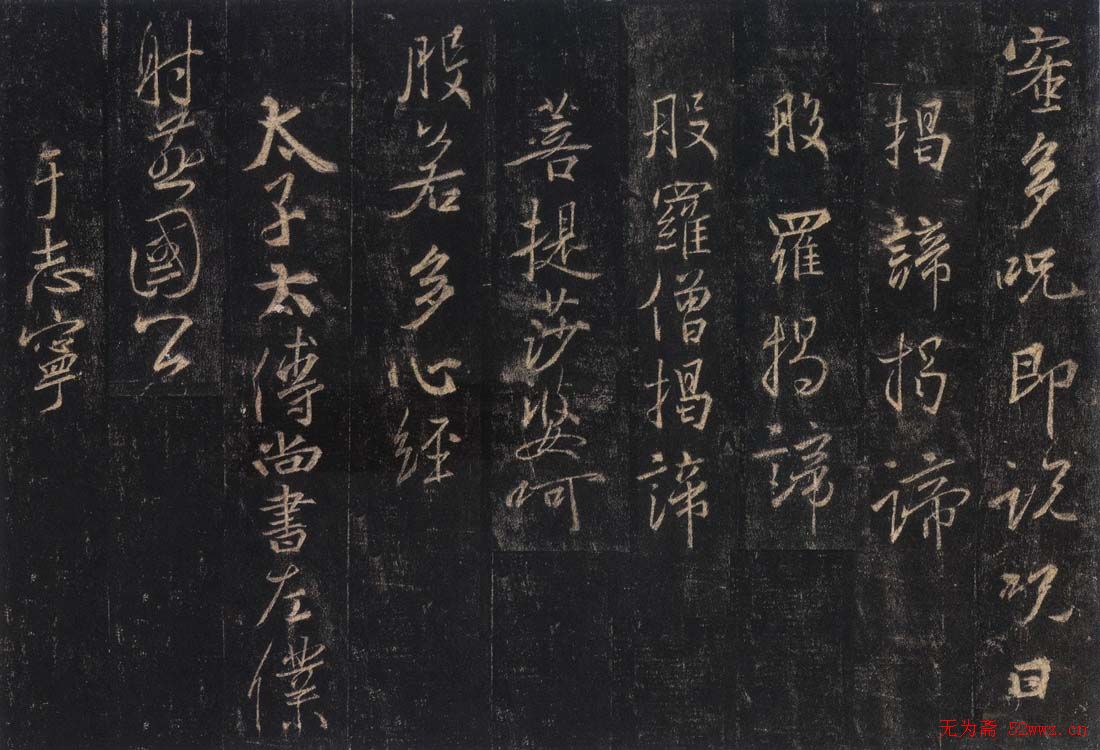 蜜多呪即説呪曰
揭諦揭諦
般羅揭諦
般羅僧揭諦
菩提莎婆呵
般若多心經
太子太傅尚書左僕
射燕國公
于志寧
无为斋 52wwz.cn